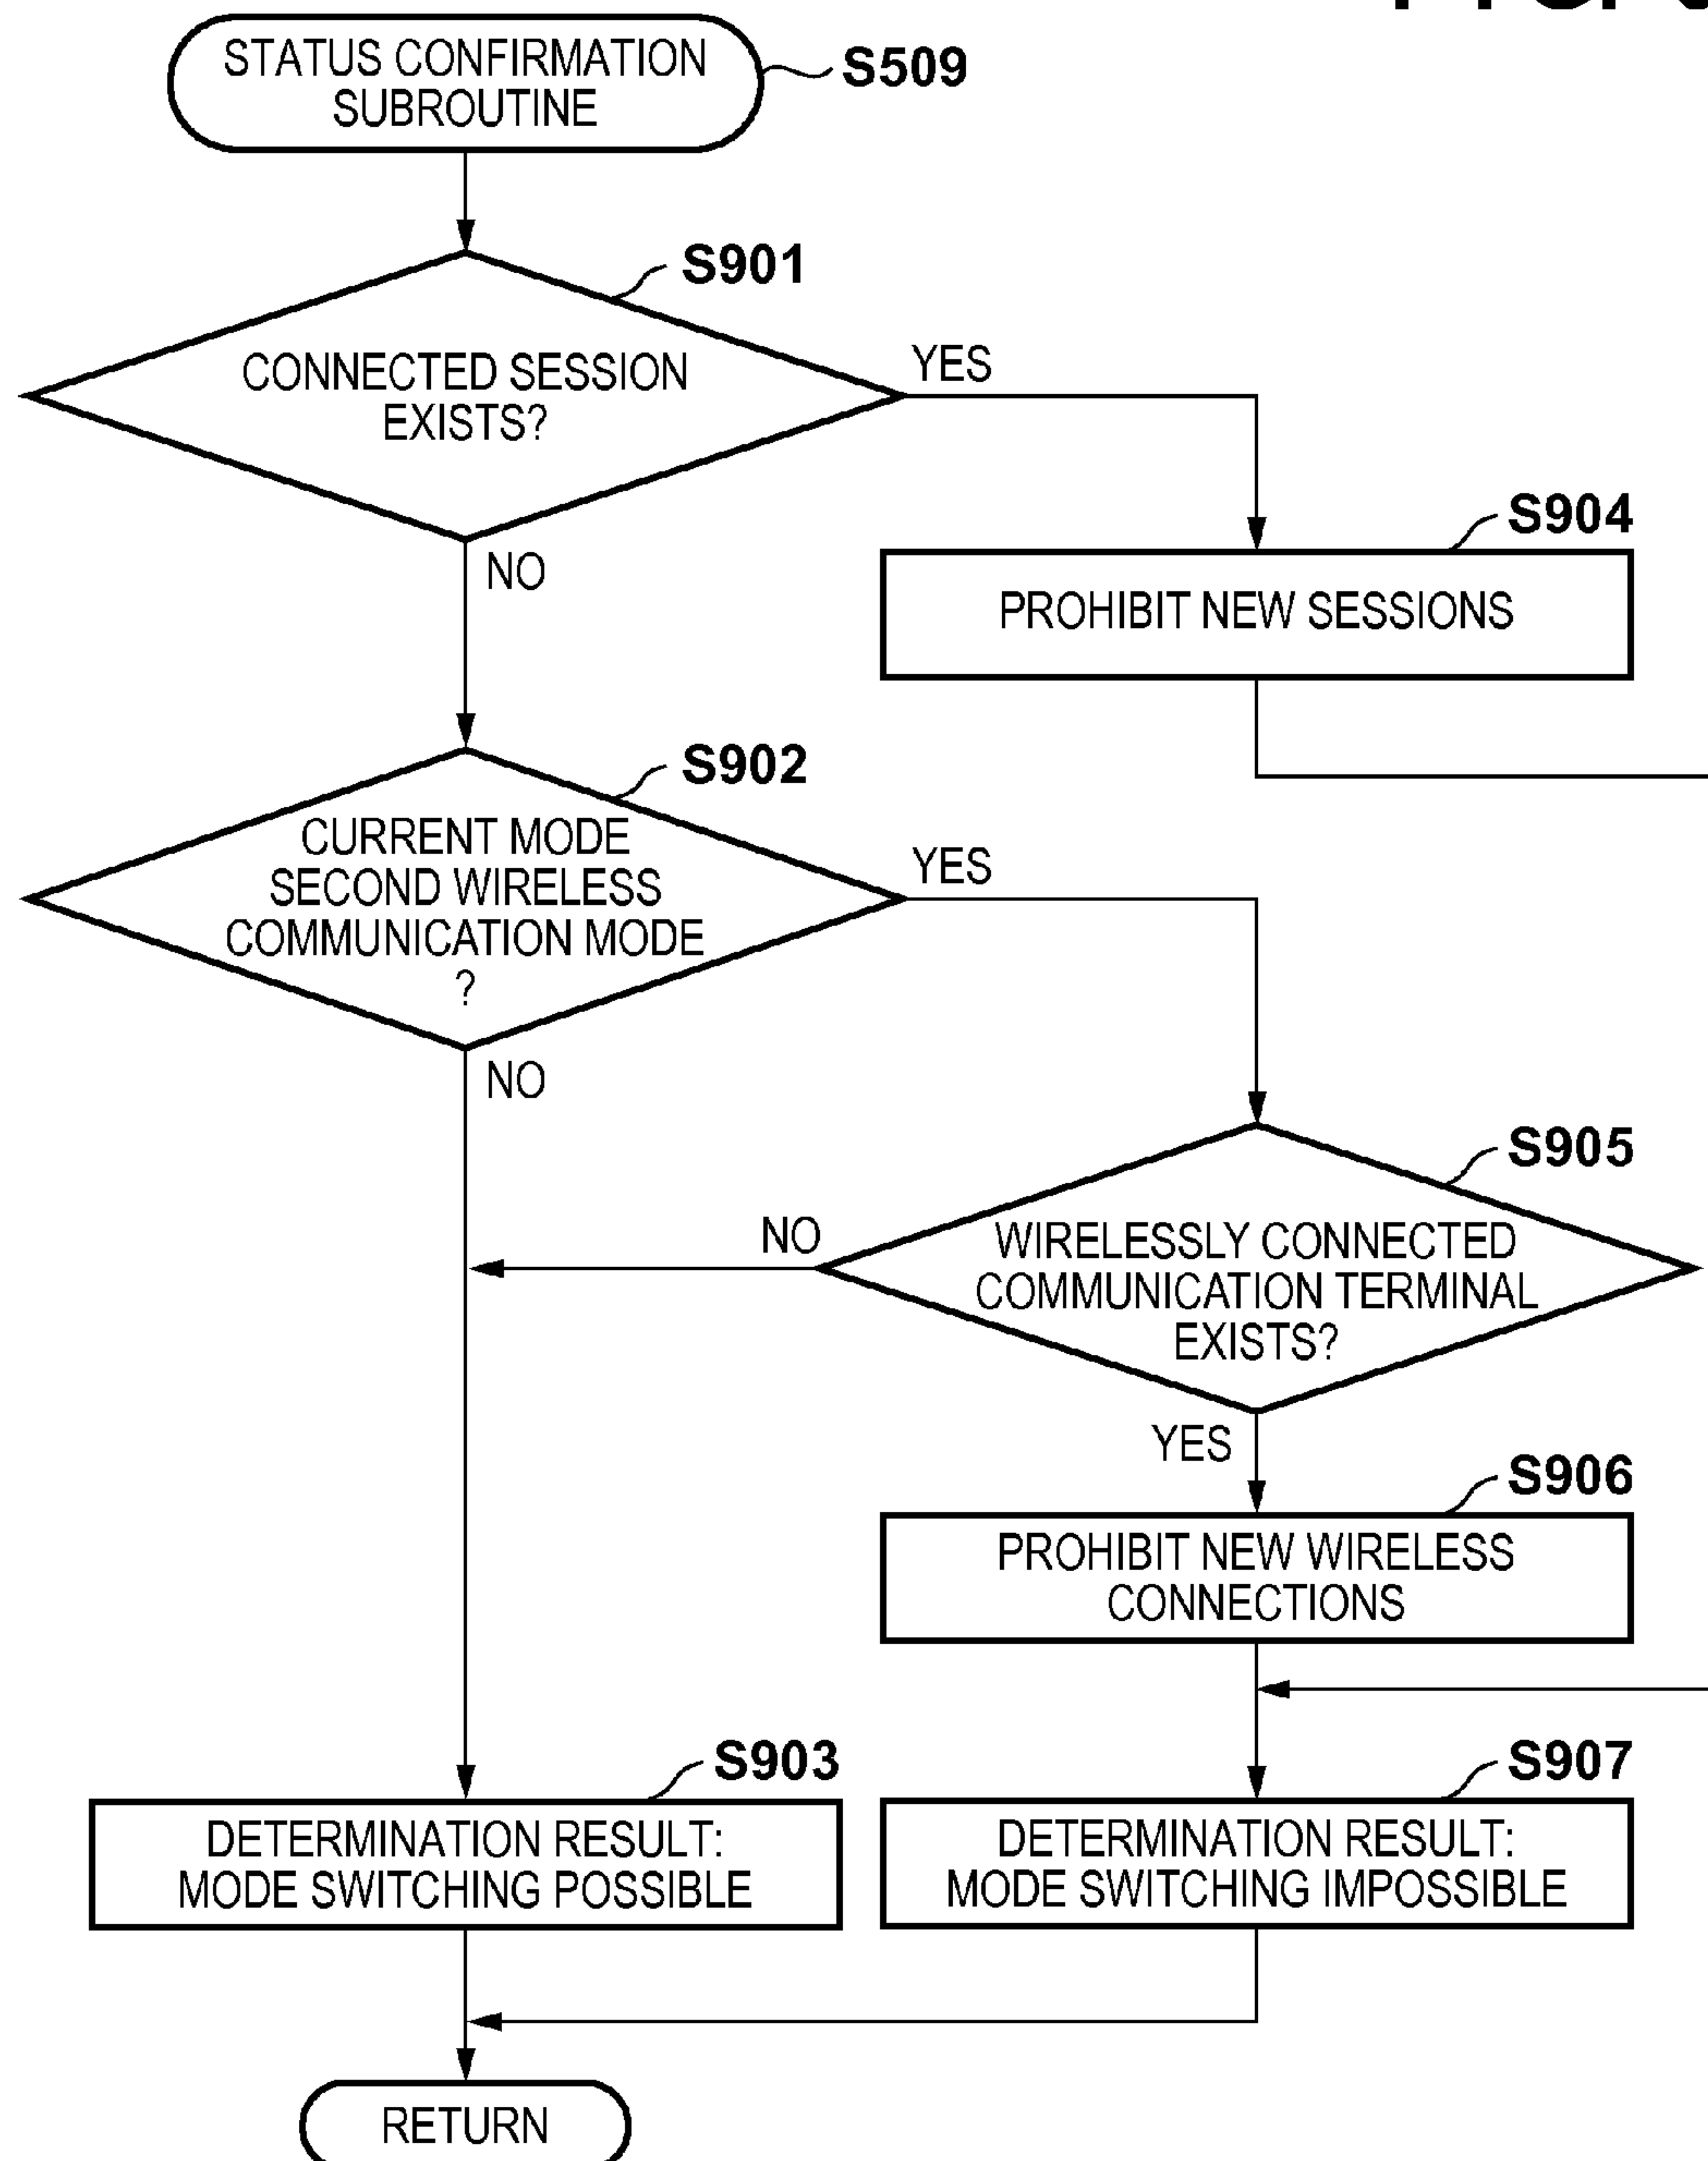 STATUS CONFIRMATION
SUBROUTINE
S509
S901
CONNECTED SESSION
EXISTS?
YES
NO
S904
PROHIBIT NEW SESSIONS
S902
CURRENT MODE
SECOND WIRELESS
COMMUNICATION MODE
?
YES
NO
S905
WIRELESSLY CONNECTED
COMMUNICATION TERMINAL
EXISTS?
NO
YES
S906
PROHIBIT NEW WIRELESS
CONNECTIONS
S903
DETERMINATION RESULT:
MODE SWITCHING POSSIBLE
S907
DETERMINATION RESULT:
MODE SWITCHING IMPOSSIBLE
RETURN